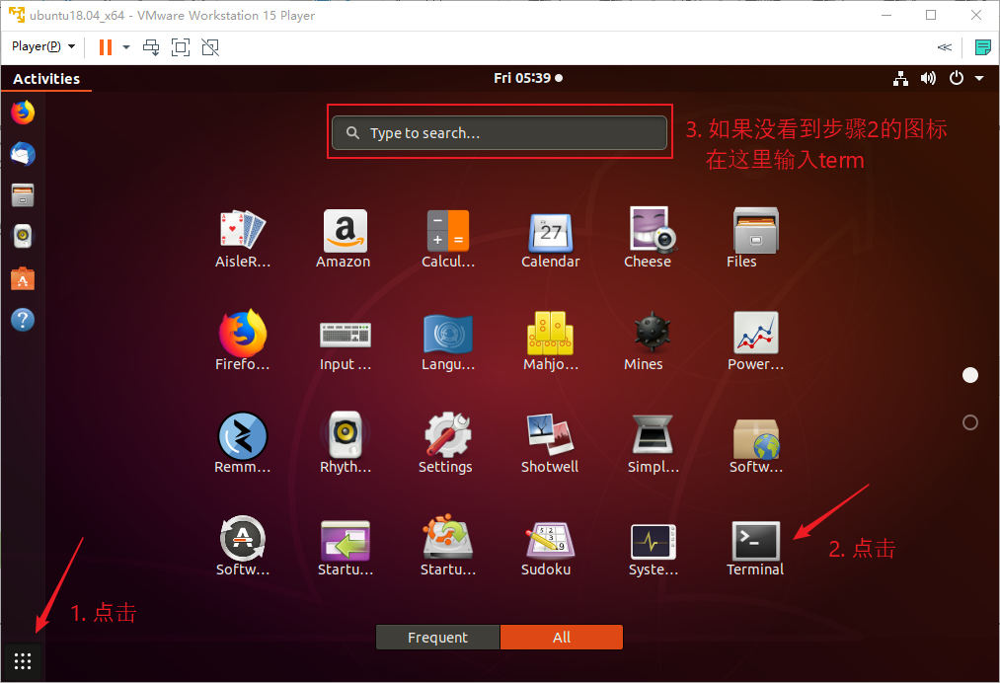 ubuntu18.04_x64 - VMware Workstation 15 Player
Player(P)
Activities
Fri 05:39
Type to search...
3. 如果没看到步骤2的图标
在这里输入term
AisleR...
Amazon
Calcul...
27
Calendar
Cheese
Files
Firefo...
Input ...
Langu...
Mahjo...
Mines
Power...
Remm...
Rhyth...
Settings
Shotwell
Simpl...
Softw...
Softw...
Startu...
Startu...
Sudoku
Syste...
Terminal
2. 点击
1. 点击
Frequent
All